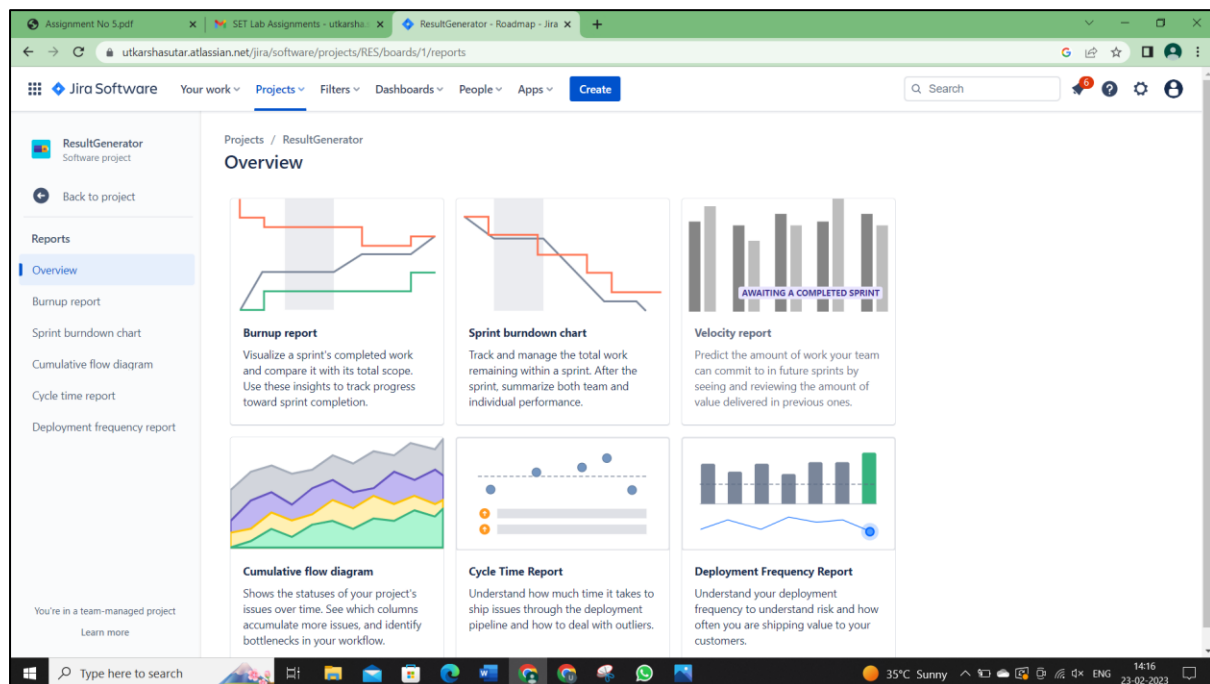 Assignment No 5.pdf
SET Lab Assignments - utkarsha.s
ResultGenerator - Roadmap - Jira
utkarshasutar.atlassian.net/jira/software/projects/RES/boards/1/reports
Jira Software Your work Projects Filters Dashboards People Apps Create Search 6
ResultGenerator
Software project
Back to project
Reports
Overview
Burnup report
Sprint burndown chart
Cumulative flow diagram
Cycle time report
Deployment frequency report
You're in a team-managed project
Learn more
Projects / ResultGenerator
Overview
Burnup report
Visualize a sprint's completed work
and compare it with its total scope.
Use these insights to track progress
toward sprint completion.
Sprint burndown chart
Track and manage the total work
remaining within a sprint. After the
sprint, summarize both team and
individual performance.
AWAITING A COMPLETED SPRINT
Velocity report
Predict the amount of work your team
can commit to in future sprints by
seeing and reviewing the amount of
value delivered in previous ones.
Cumulative flow diagram
Shows the statuses of your project's
issues over time. See which columns
accumulate more issues, and identify
bottlenecks in your workflow.
Cycle Time Report
Understand how much time it takes to
ship issues through the deployment
pipeline and how to deal with outliers.
Deployment Frequency Report
Understand your deployment
frequency to understand risk and how
often you are shipping value to your
customers.
Type here to search
35°C Sunny
ENG
14:16
23-02-2023